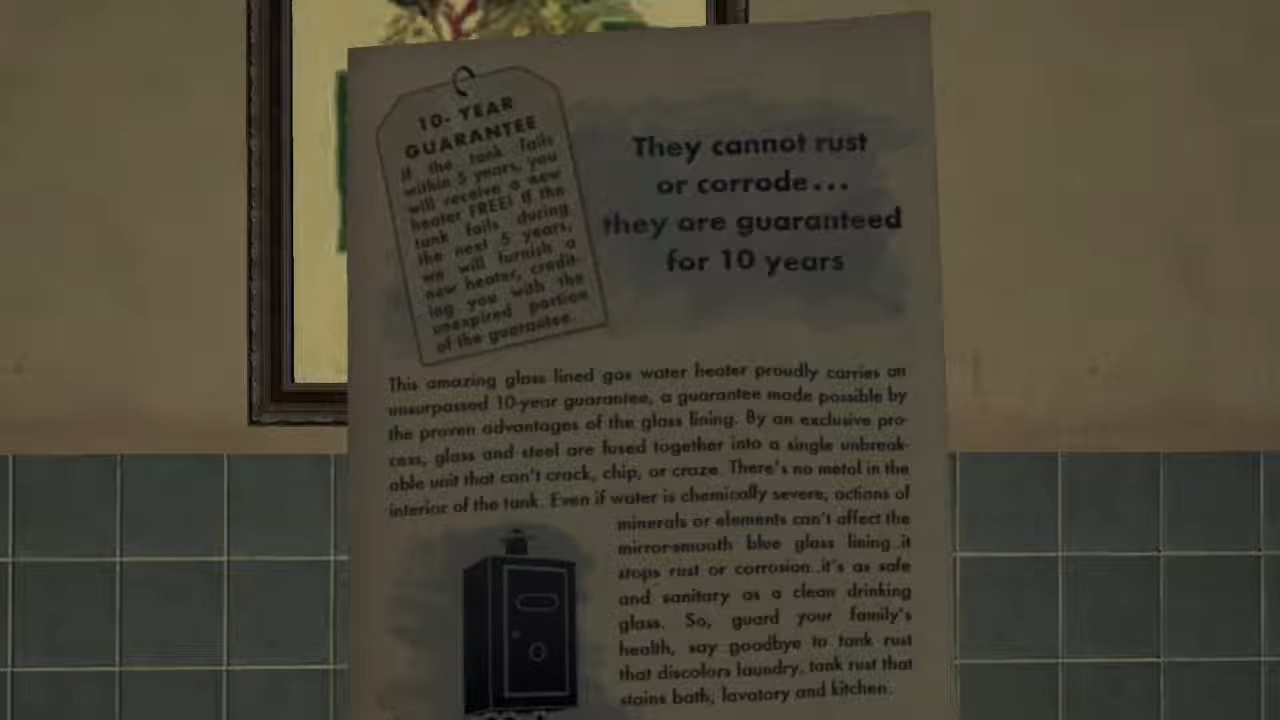 10- YEAR
GUARANTEE
If the tank fails
within 5 years, you
will receive a new
heater FREE! If the
tank fails during
the next 5 years,
we will furnish a
new heater, credit-
ing you with the
unexpired portion
of the guarantee.
They cannot rust
or corrode...
they are guaranteed
for 10 years
This amazing glass lined gas water heater proudly carries an
unsurpassed 10-year guarantee, a guarantee made possible by
the proven advantages of the glass lining. By an exclusive pro-
cess, glass and steel are fused together into a single unbreak-
able unit that can't crack, chip, or craze. There's no metal in the
interior of the tank. Even if water is chemically severe, actions of
minerals or elements can't affect the
mirror-smooth blue glass lining..it
stops rust or corrosion..it's as safe
and sanitary as a clean drinking
glass. So, guard your family's
health, say goodbye to tank rust
that discolors laundry, tank rust that
stains bath, lavatory and kitchen.